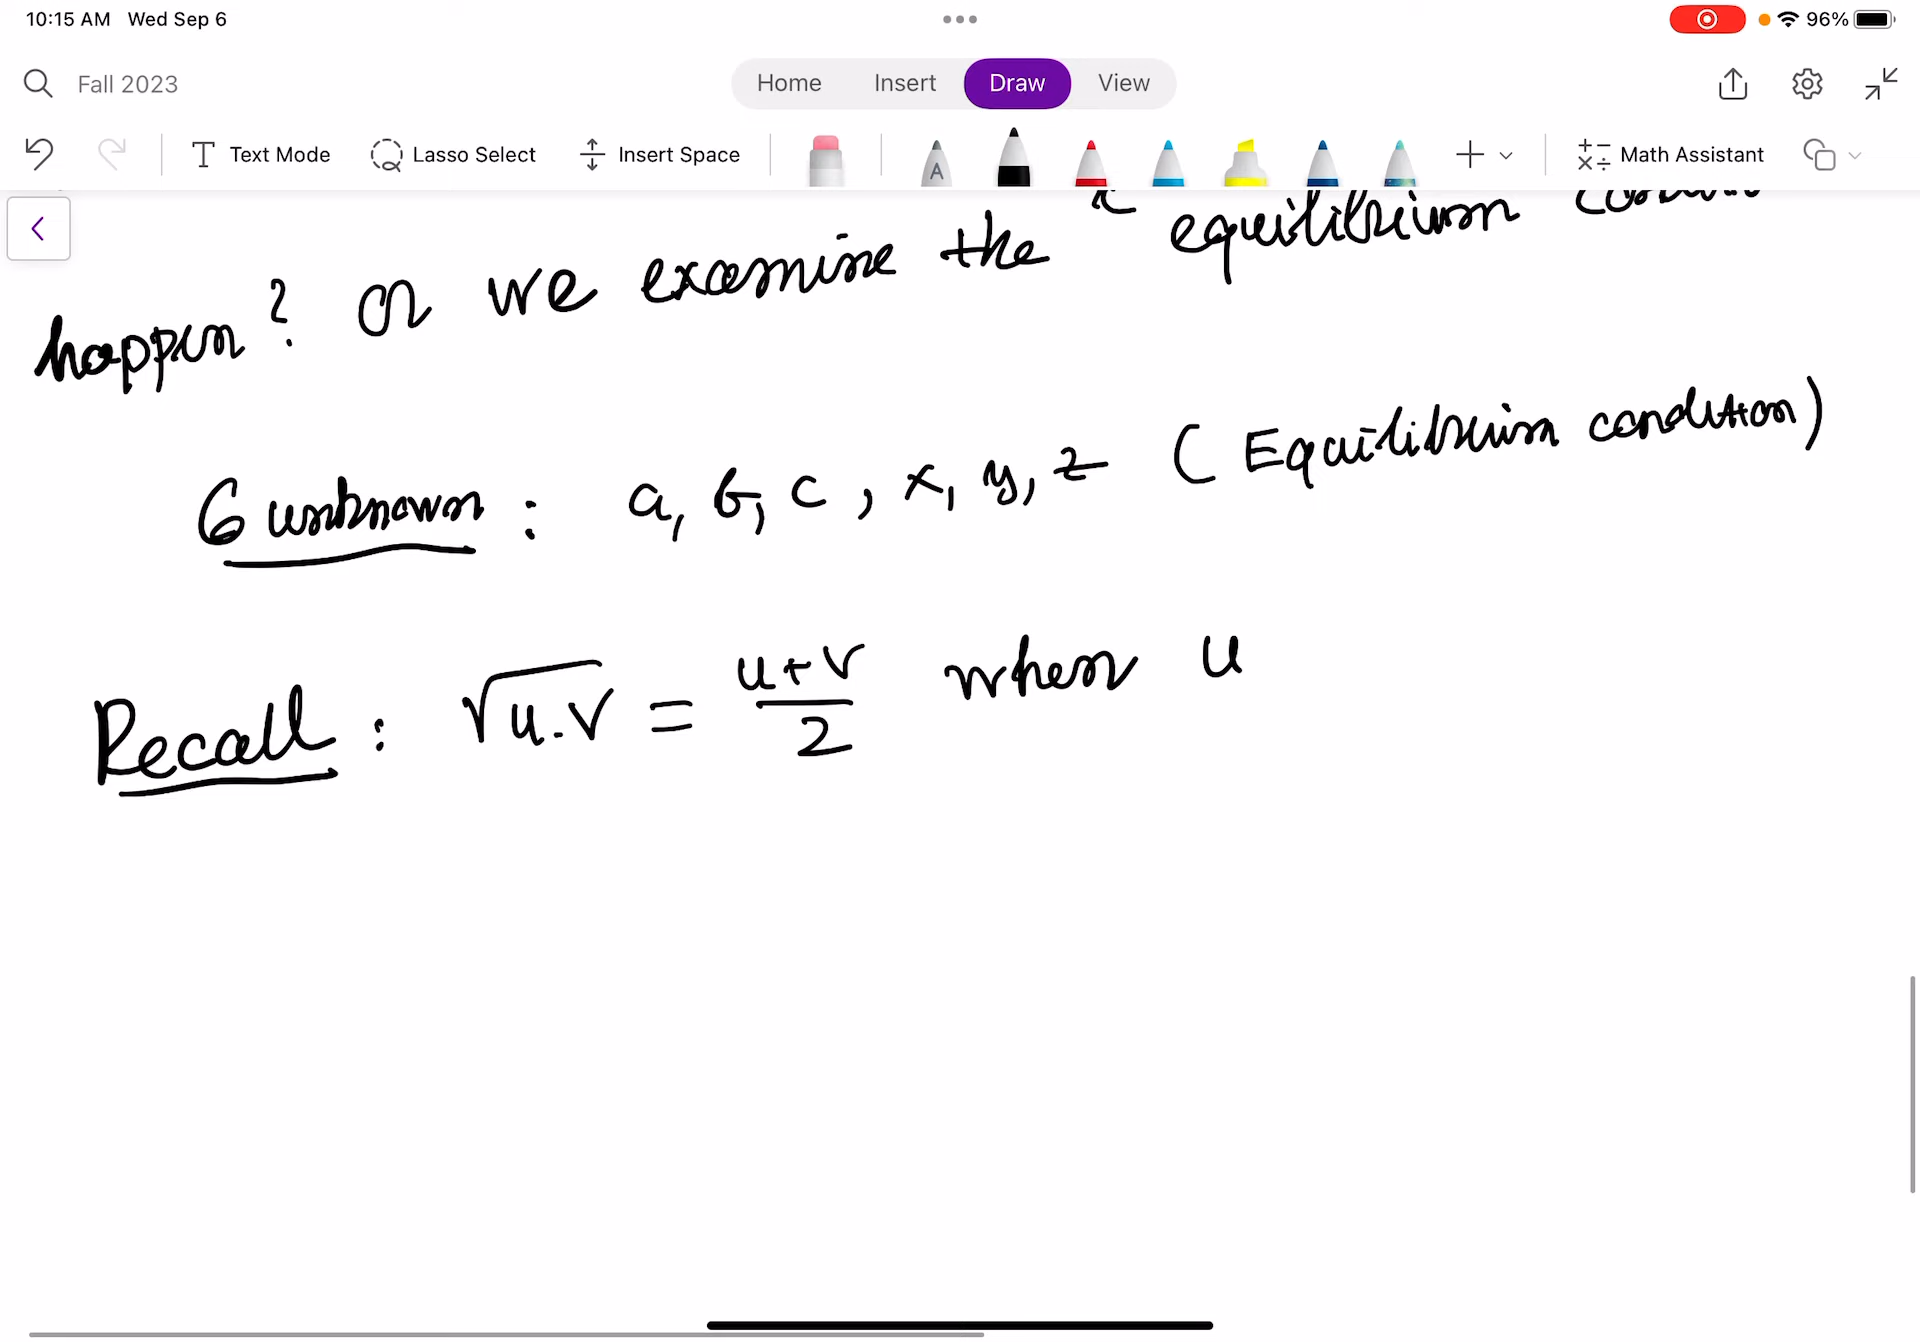 10:15 AM Wed Sep 6
96%
Fall 2023
Home Insert Draw View
Text Mode Lasso Select Insert Space A Math Assistant
happen? or we examine the equilibrium
6 unknown : a, b, c, x, y, z (Equilibrium condition)
Recall : √u.v = u+v/2 when u